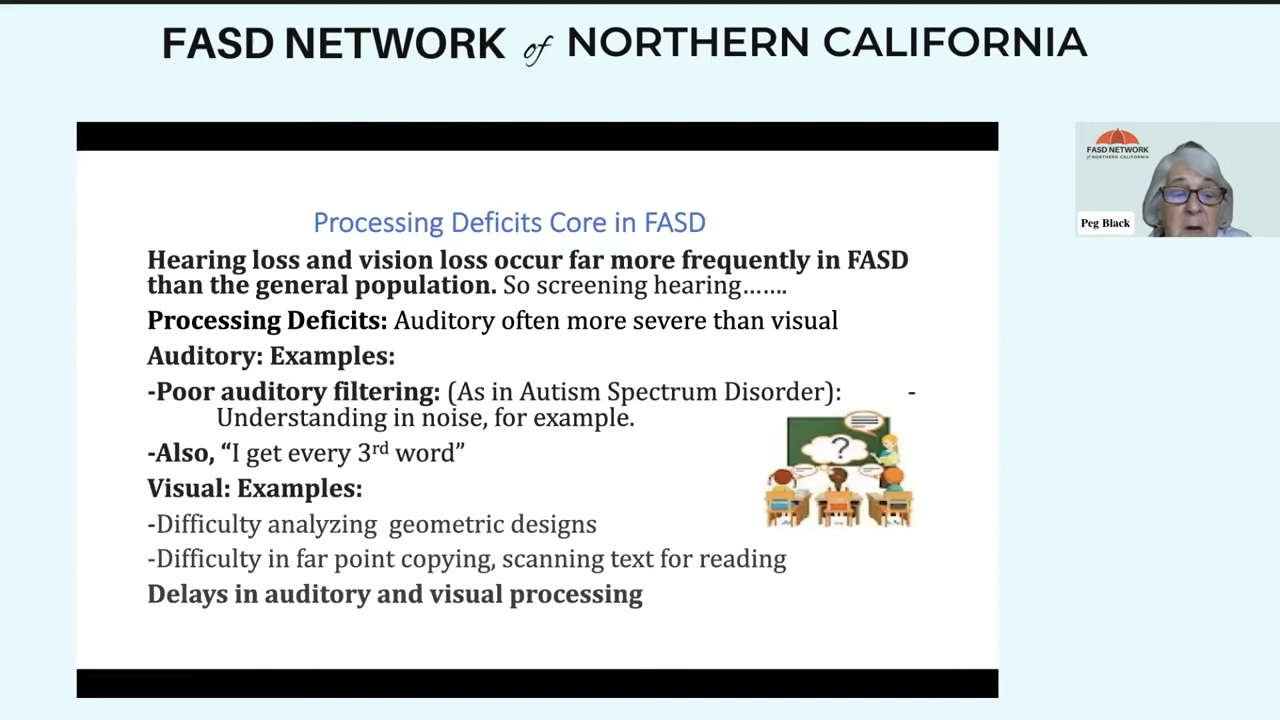 FASD NETWORK of NORTHERN CALIFORNIA
FASD NETWORK
of NORTHERN CALIFORNIA
Peg Black
Processing Deficits Core in FASD
Hearing loss and vision loss occur far more frequently in FASD
than the general population. So screening hearing…….
Processing Deficits: Auditory often more severe than visual
Auditory: Examples:
-Poor auditory filtering: (As in Autism Spectrum Disorder): -
Understanding in noise, for example.
-Also, “I get every 3rd word”
?
Visual: Examples:
-Difficulty analyzing geometric designs
-Difficulty in far point copying, scanning text for reading
Delays in auditory and visual processing